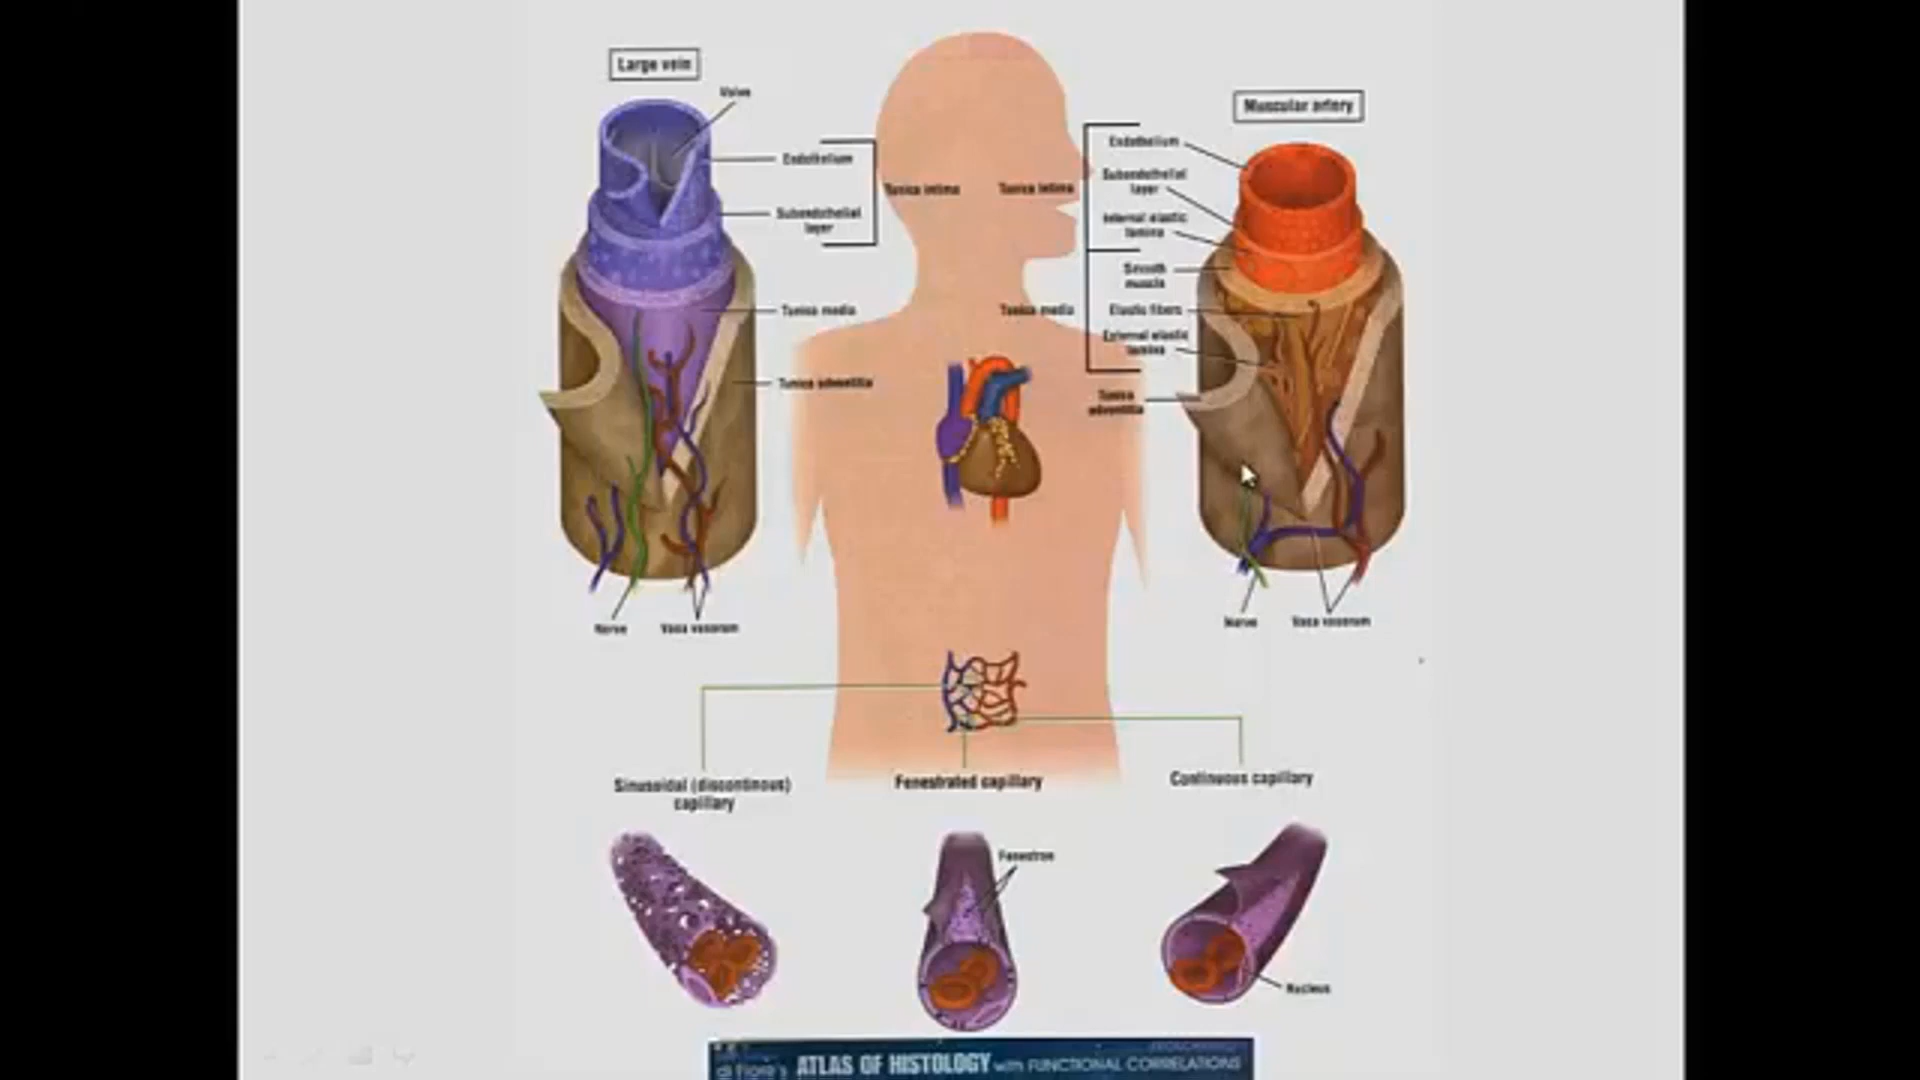 Large vein
Valve
Endothelium
Tunica intima
Subendothelial
layer
Tunica media
Tunica adventitia
Nerve
Vasa vasorum
Muscular artery
Endothelium
Subendothelial
layer
Tunica intima
Internal elastic
lamina
Smooth
muscle
Tunica media
Elastic fibers
External elastic
lamina
Tunica
adventitia
Nerve
Vasa vasorum
Sinusoidal (discontinous)
capillary
Fenestrated capillary
Continuous capillary
Fenestrae
Nucleus
di Fiore's ATLAS OF HISTOLOGY with FUNCTIONAL CORRELATIONS